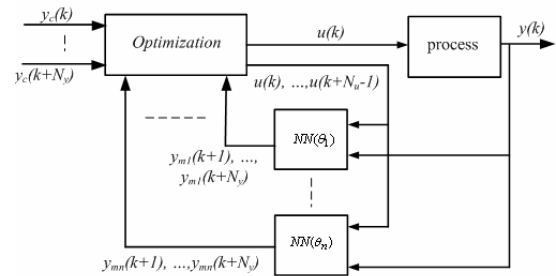 y_c(k)
Optimization
u(k)
process
y(k)
y_c(k+N_y)
u(k), ...,u(k+N_u-1)
y_m1(k+1), ...,
y_m1(k+N_y)
NN(θ_1)
NN(θ_n)
y_mn(k+1), ...,y_mn(k+N_y)